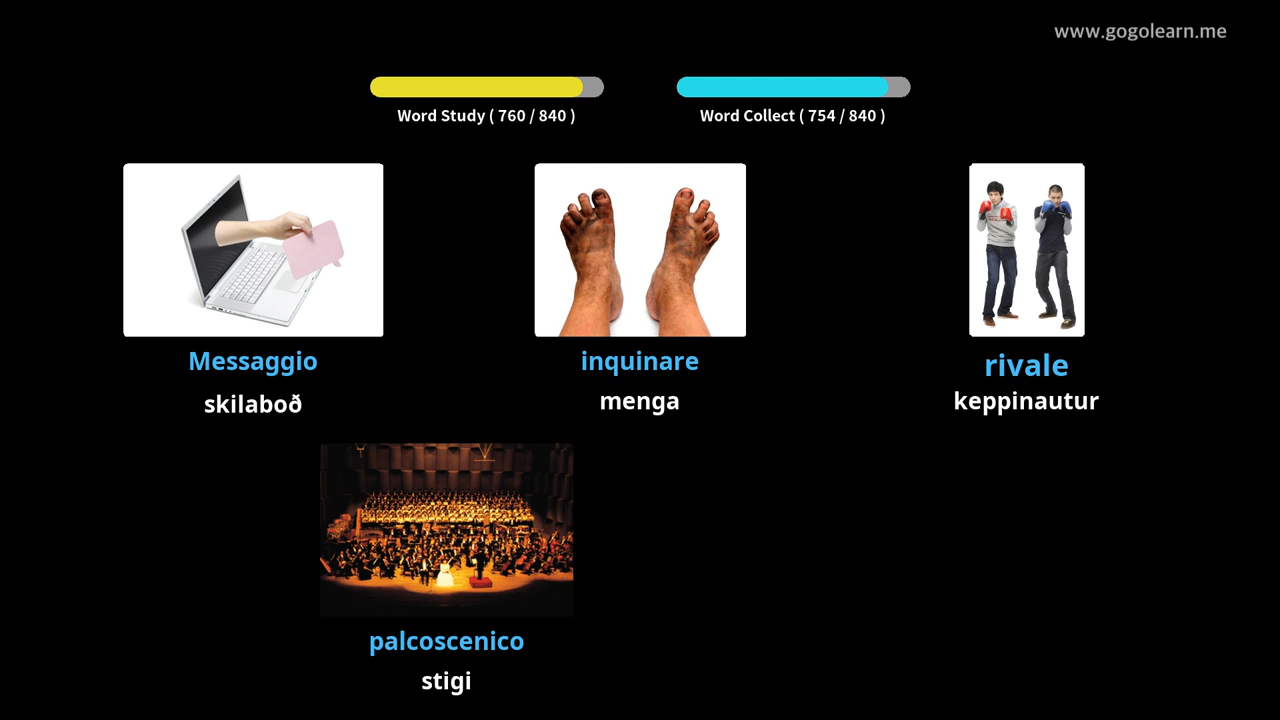 www.gogolearn.me
Word Study ( 760 / 840 )
Word Collect ( 754 / 840 )
Messaggio
skilaboð
inquinare
menga
rivale
keppinautur
palcoscenico
stigi